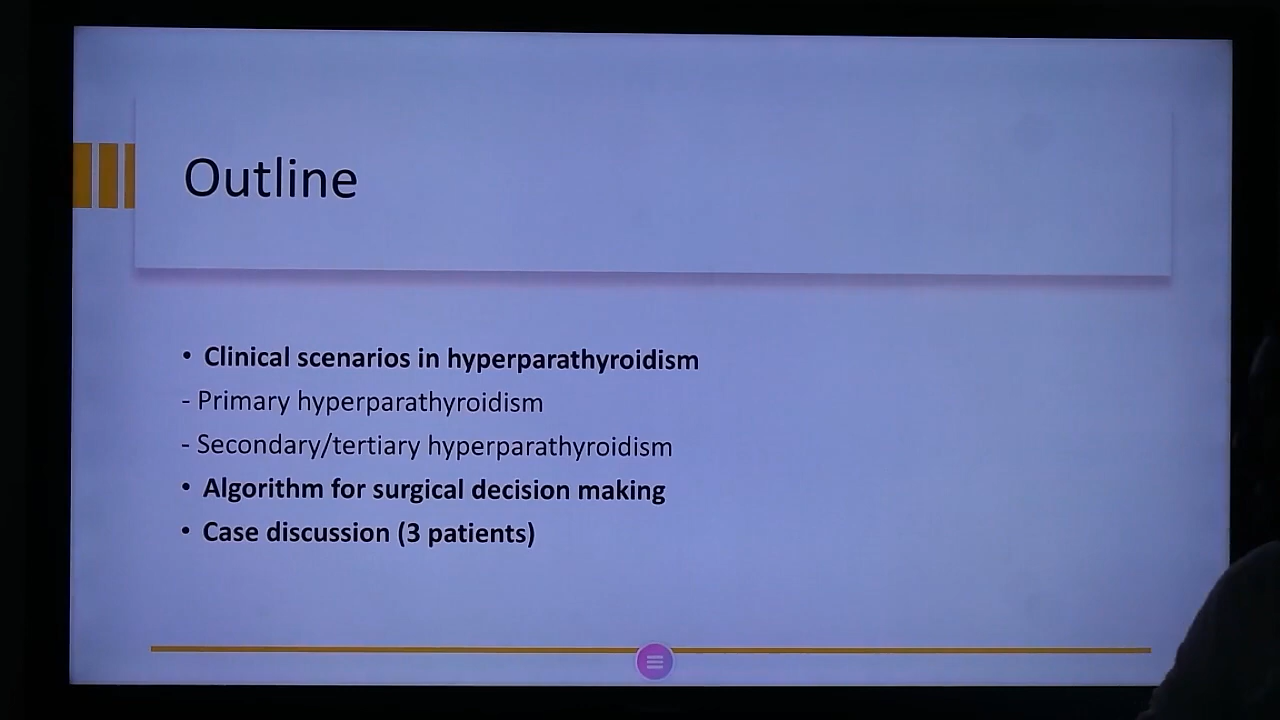 Outline
• Clinical scenarios in hyperparathyroidism
- Primary hyperparathyroidism
- Secondary/tertiary hyperparathyroidism
• Algorithm for surgical decision making
• Case discussion (3 patients)